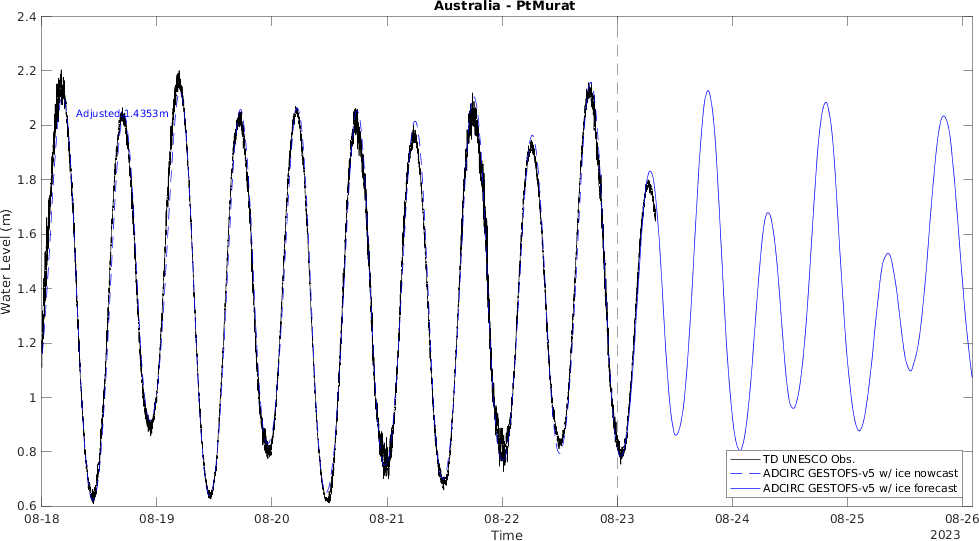 Australia - PtMurat
2.4
2.2
2
1.8
1.6
1.4
1.2
1
0.8
0.6
Water Level (m)
Adjusted 1.4353m
TD UNESCO Obs.
ADCIRC GESTOFS-v5 w/ ice nowcast
ADCIRC GESTOFS-v5 w/ ice forecast
08-18 08-19 08-20 08-21 08-22 08-23 08-24 08-25 08-26
Time
2023